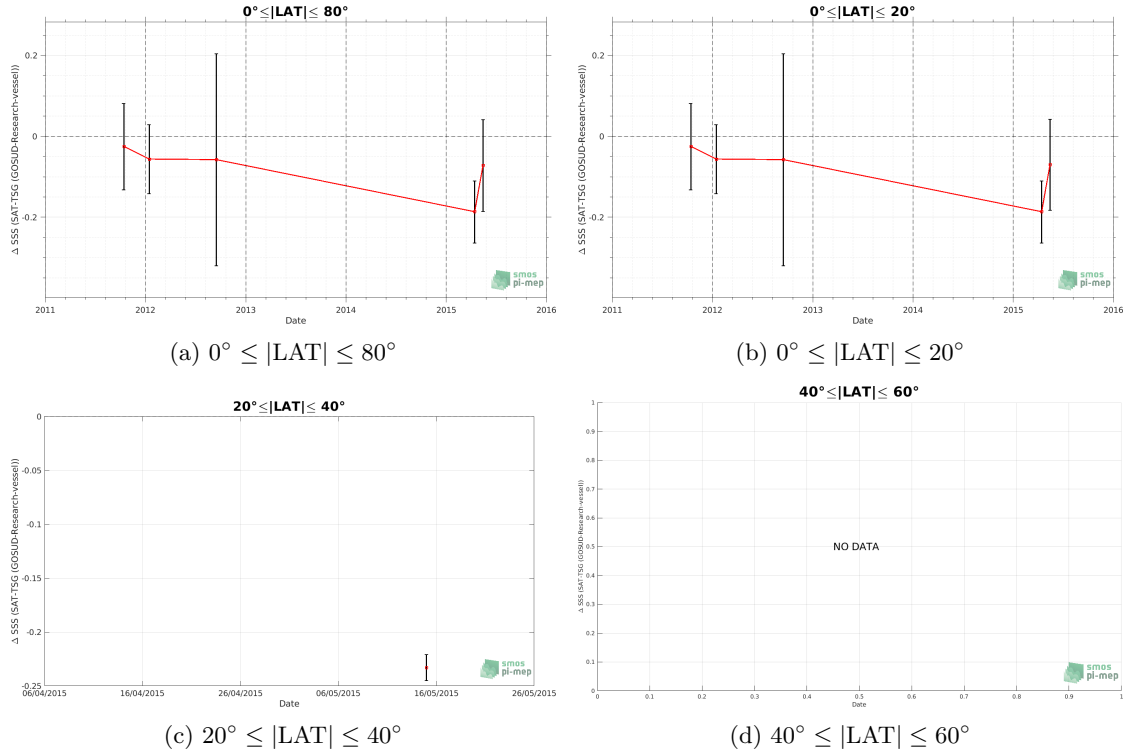 0°≤|LAT|≤ 80°
Δ SSS (SAT-TSG (GOSUD-Research-vessel))
0.2
0
-0.2
2011 2012 2013 2014 2015 2016
Date
smos
pi-mep
(a) 0° ≤ |LAT| ≤ 80°
0°≤|LAT|≤ 20°
Δ SSS (SAT-TSG (GOSUD-Research-vessel))
0.2
0
-0.2
2011 2012 2013 2014 2015 2016
Date
smos
pi-mep
(b) 0° ≤ |LAT| ≤ 20°
20°≤|LAT|≤ 40°
Δ SSS (SAT-TSG (GOSUD-Research-vessel))
0
-0.05
-0.1
-0.15
-0.2
-0.25
06/04/2015 16/04/2015 26/04/2015 06/05/2015 16/05/2015 26/05/2015
Date
smos
pi-mep
(c) 20° ≤ |LAT| ≤ 40°
40°≤|LAT|≤ 60°
Δ SSS (SAT-TSG (GOSUD-Research-vessel))
1
0.9
0.8
0.7
0.6
0.5
0.4
0.3
0.2
0.1
0
NO DATA
0 0.1 0.2 0.3 0.4 0.5 0.6 0.7 0.8 0.9 1
Date
smos
pi-mep
(d) 40° ≤ |LAT| ≤ 60°